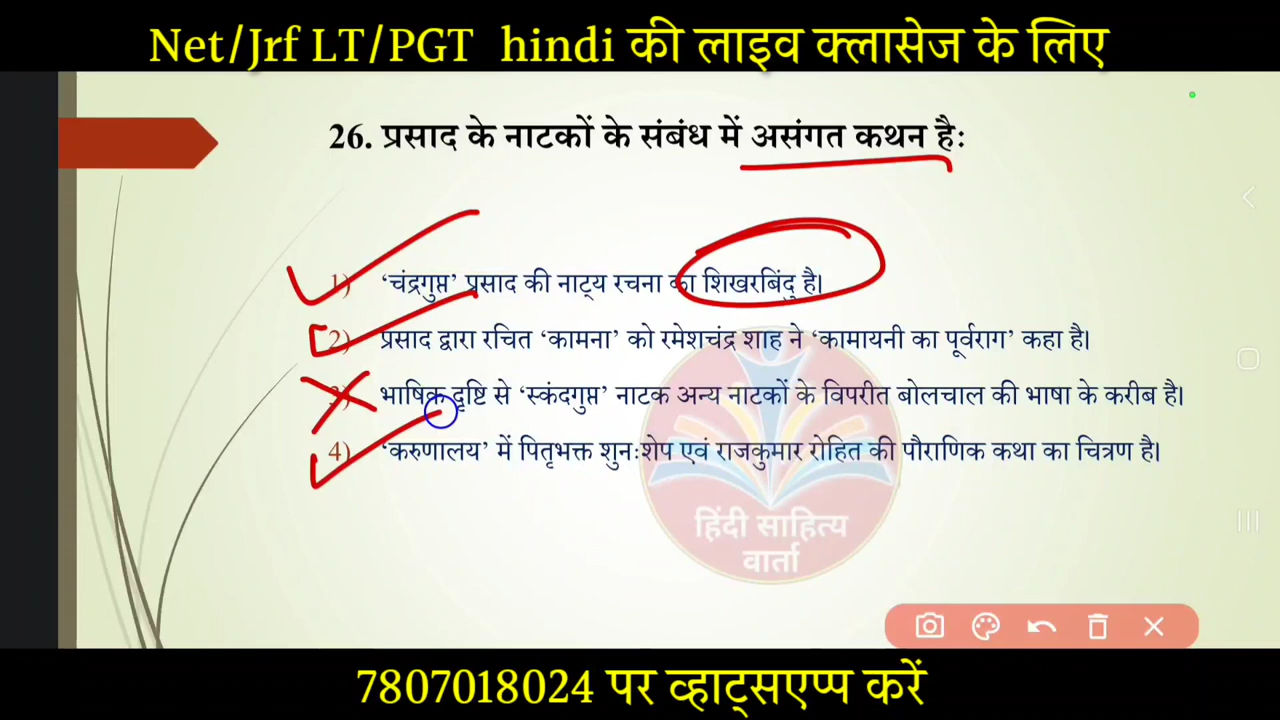 Net/Jrf LT/PGT hindi की लाइव क्लासेज के लिए
26. प्रसाद के नाटकों के संबंध में असंगत कथन है:
1) ‘चंद्रगुप्त’ प्रसाद की नाट्य रचना का शिखरबिंदु है।
2) प्रसाद द्वारा रचित ‘कामना’ को रमेशचंद्र शाह ने ‘कामायनी का पूर्वराग’ कहा है।
3) भाषिक दृष्टि से ‘स्कंदगुप्त’ नाटक अन्य नाटकों के विपरीत बोलचाल की भाषा के करीब है।
4) ‘करुणालय’ में पितृभक्त शुनःशेप एवं राजकुमार रोहित की पौराणिक कथा का चित्रण है।
हिंदी साहित्य
वार्ता
7807018024 पर व्हाट्सएप्प करें